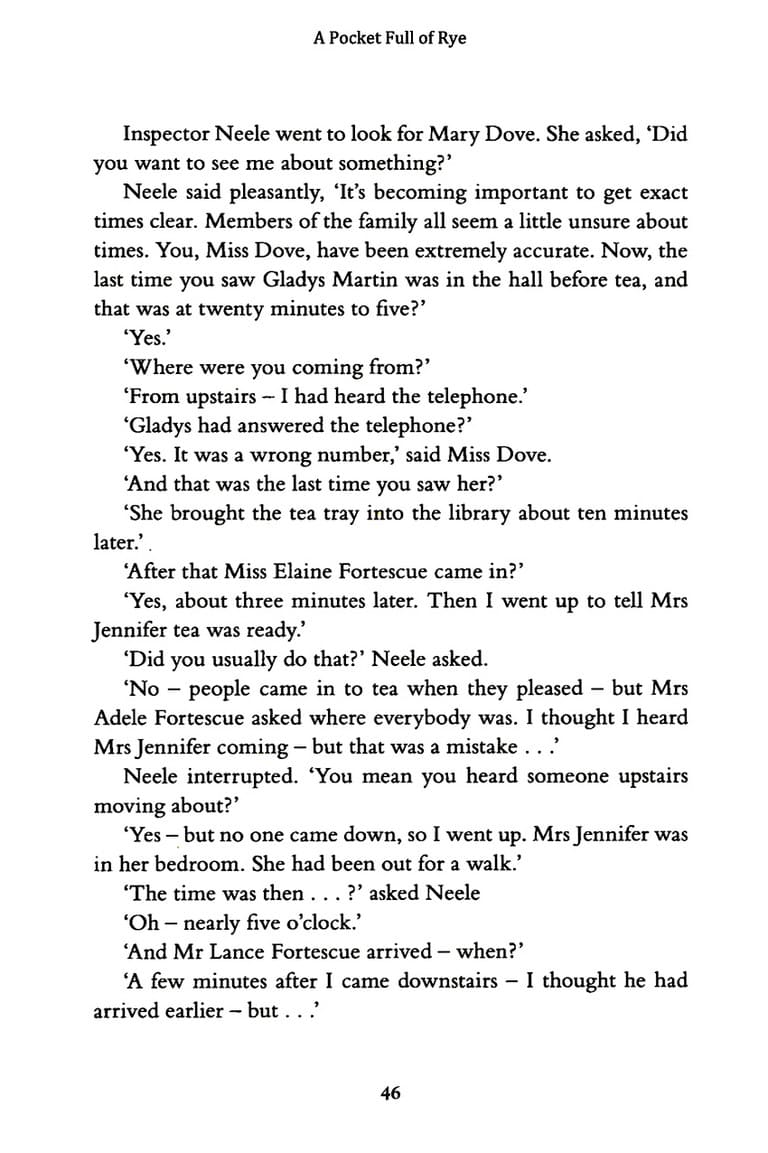 A Pocket Full of Rye
Inspector Neele went to look for Mary Dove. She asked, ‘Did
you want to see me about something?’
Neele said pleasantly, ‘It’s becoming important to get exact
times clear. Members of the family all seem a little unsure about
times. You, Miss Dove, have been extremely accurate. Now, the
last time you saw Gladys Martin was in the hall before tea, and
that was at twenty minutes to five?’
‘Yes.’
‘Where were you coming from?’
‘From upstairs – I had heard the telephone.’
‘Gladys had answered the telephone?’
‘Yes. It was a wrong number,’ said Miss Dove.
‘And that was the last time you saw her?’
‘She brought the tea tray into the library about ten minutes
later.’
‘After that Miss Elaine Fortescue came in?’
‘Yes, about three minutes later. Then I went up to tell Mrs
Jennifer tea was ready.’
‘Did you usually do that?’ Neele asked.
‘No – people came in to tea when they pleased – but Mrs
Adele Fortescue asked where everybody was. I thought I heard
Mrs Jennifer coming – but that was a mistake . . .’
Neele interrupted. ‘You mean you heard someone upstairs
moving about?’
‘Yes – but no one came down, so I went up. Mrs Jennifer was
in her bedroom. She had been out for a walk.’
‘The time was then . . . ?’ asked Neele
‘Oh – nearly five o’clock.’
‘And Mr Lance Fortescue arrived – when?’
‘A few minutes after I came downstairs – I thought he had
arrived earlier – but . . .’
46